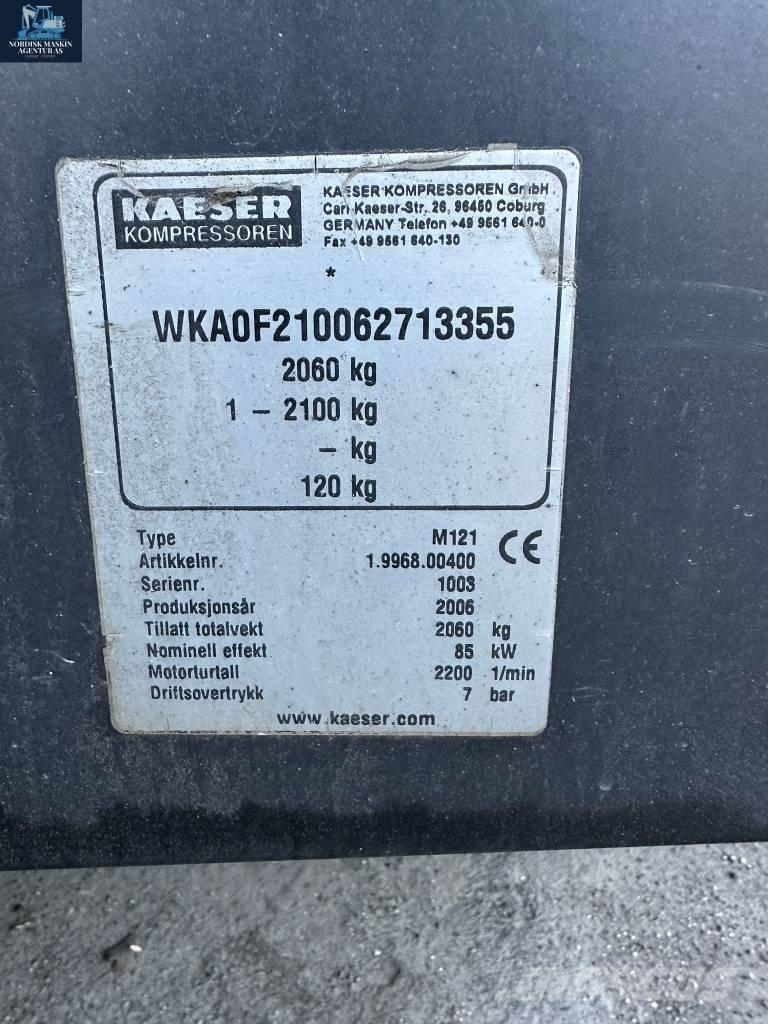 NORDISK MASKIN
AGENTUR AS
KAESER
KOMPRESSOREN
KAESER KOMPRESSOREN GmbH
Carl-Kaeser-Str. 26, 96450 Coburg
GERMANY Telefon +49 9561 640-0
Fax +49 9561 640-130
*
WKA0F210062713355
2060 kg
1 – 2100 kg
– kg
120 kg
Type M121 CE
Artikkelnr. 1.9968.00400
Serienr. 1003
Produksjonsår 2006
Tillatt totalvekt 2060 kg
Nominell effekt 85 kW
Motorturtall 2200 1/min
Driftsovertrykk 7 bar
www.kaeser.com